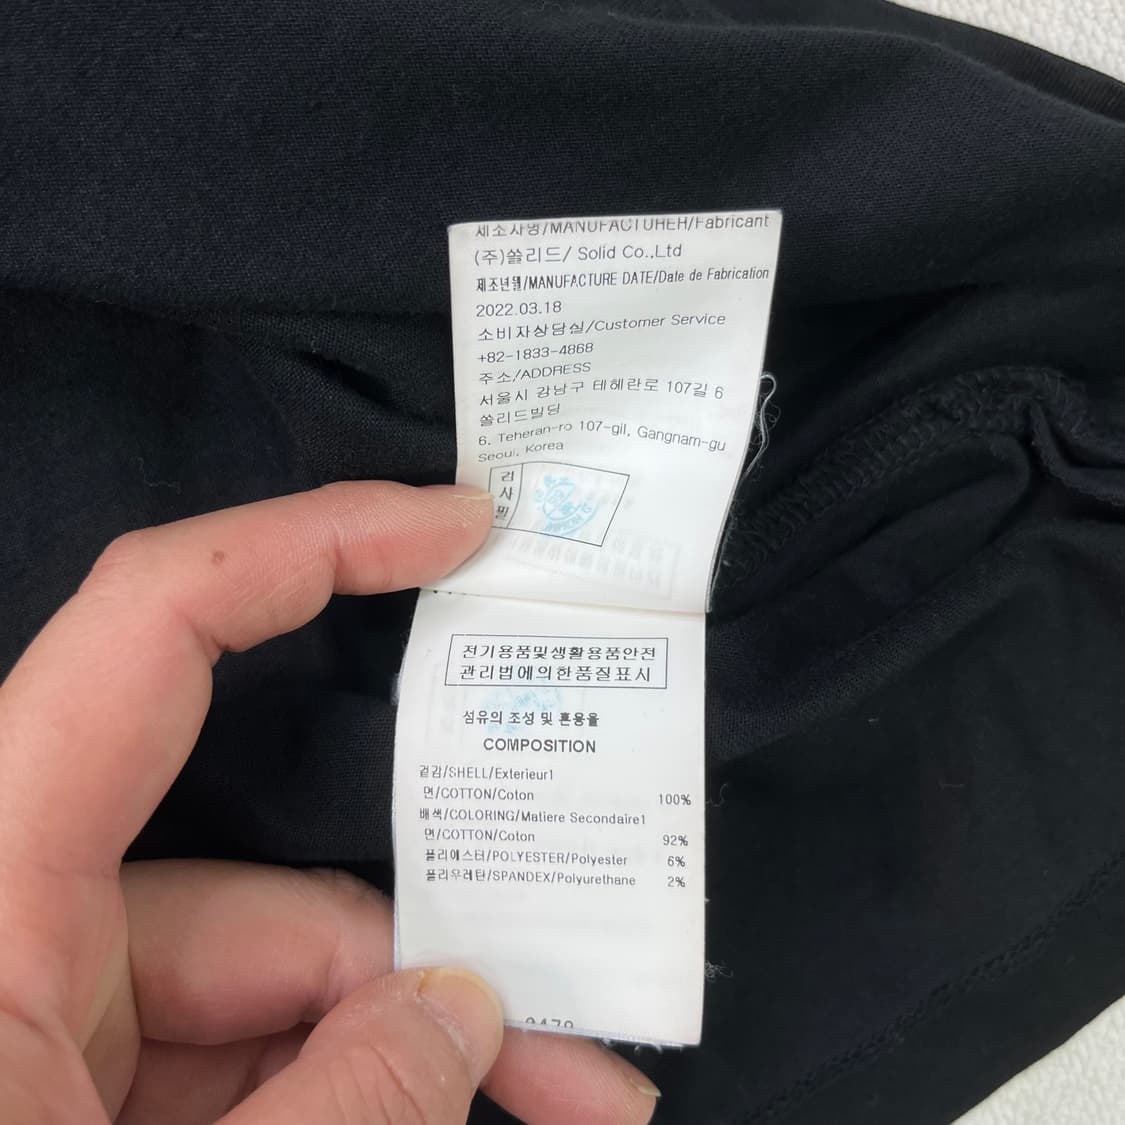 제조사명/MANUFACTURER/Fabricant
(주)쏠리드/ Solid Co.,Ltd
제조년월/MANUFACTURE DATE/Date de Fabrication
2022.03.18
소비자상담실/Customer Service
+82-1833-4868
주소/ADDRESS
서울시 강남구 테헤란로 107길 6
쏠리드빌딩
6, Teheran-ro 107-gil, Gangnam-gu
Seoul, Korea
검사필
전기용품및생활용품안전
관리법에의한품질표시
섬유의 조성 및 혼용율
COMPOSITION
겉감/SHELL/Exterieur1
면/COTTON/Coton 100%
배색/COLORING/Matiere Secondaire1
면/COTTON/Coton 92%
폴리에스터/POLYESTER/Polyester 6%
폴리우레탄/SPANDEX/Polyurethane 2%